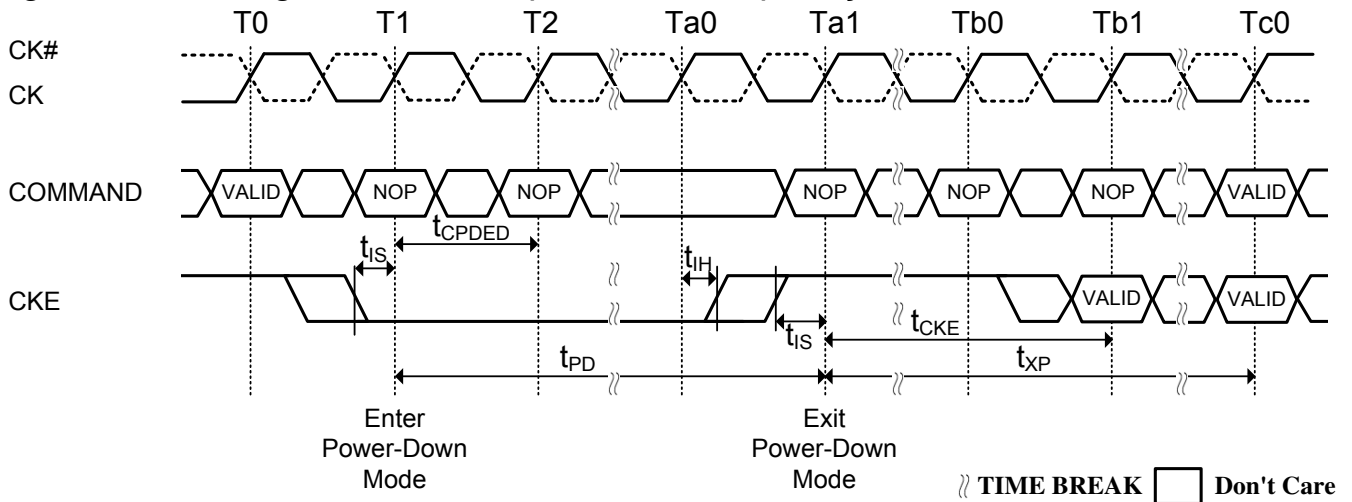 T0 T1 T2 Ta0 Ta1 Tb0 Tb1 Tc0
CK#
CK
COMMAND VALID NOP NOP NOP NOP NOP VALID
tCPDED
tIS
tIH
CKE VALID VALID
tIS
tCKE
tPD
tXP
Enter
Power-Down
Mode
Exit
Power-Down
Mode
TIME BREAK Don't Care